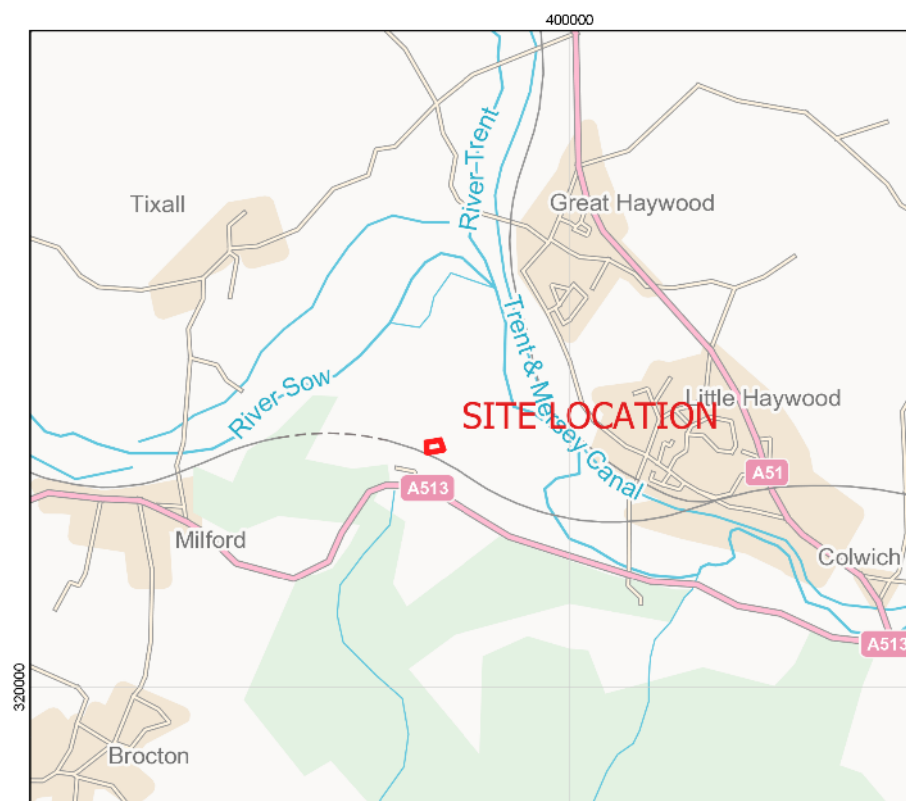 400000
River-Trent
Tixall
Great Haywood
Trent-&-Mersey-Canal
River-Sow
Little Haywood
SITE LOCATION
A51
A513
Milford
Colwich
A513
320000
Brocton